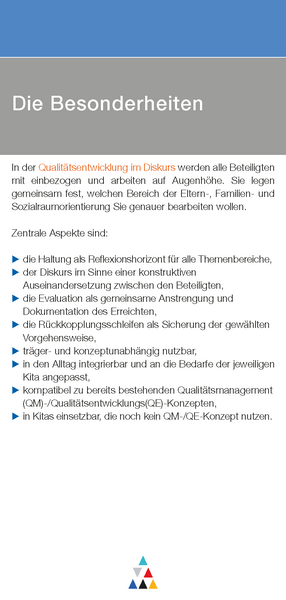 Die Besonderheiten
In der Qualitätsentwicklung im Diskurs werden alle Beteiligten
mit einbezogen und arbeiten auf Augenhöhe. Sie legen
gemeinsam fest, welchen Bereich der Eltern-, Familien- und
Sozialraumorientierung Sie genauer bearbeiten wollen.
Zentrale Aspekte sind:
▶ die Haltung als Reflexionshorizont für alle Themenbereiche,
▶ der Diskurs im Sinne einer konstruktiven
Auseinandersetzung zwischen den Beteiligten,
▶ die Evaluation als gemeinsame Anstrengung und
Dokumentation des Erreichten,
▶ die Rückkopplungsschleifen als Sicherung der gewählten
Vorgehensweise,
▶ träger- und konzeptunabhängig nutzbar,
▶ in den Alltag integrierbar und an die Bedarfe der jeweiligen
Kita angepasst,
▶ kompatibel zu bereits bestehenden Qualitätsmanagement
(QM)-/Qualitätsentwicklungs(QE)-Konzepten,
▶ in Kitas einsetzbar, die noch kein QM-/QE-Konzept nutzen.